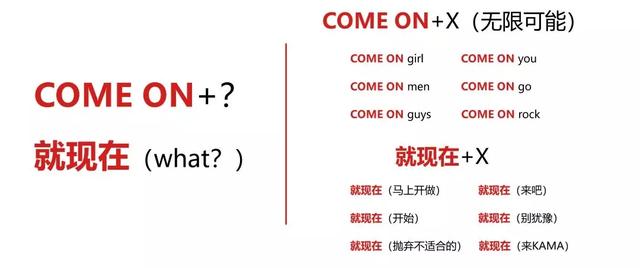 COME ON+?
就现在（what？）
COME ON+X（无限可能）
COME ON girl COME ON you
COME ON men COME ON go
COME ON guys COME ON rock
就现在+X
就现在（马上开做） 就现在（来吧）
就现在（开始） 就现在（别犹豫）
就现在（抛弃不适合的） 就现在（来KAMA）